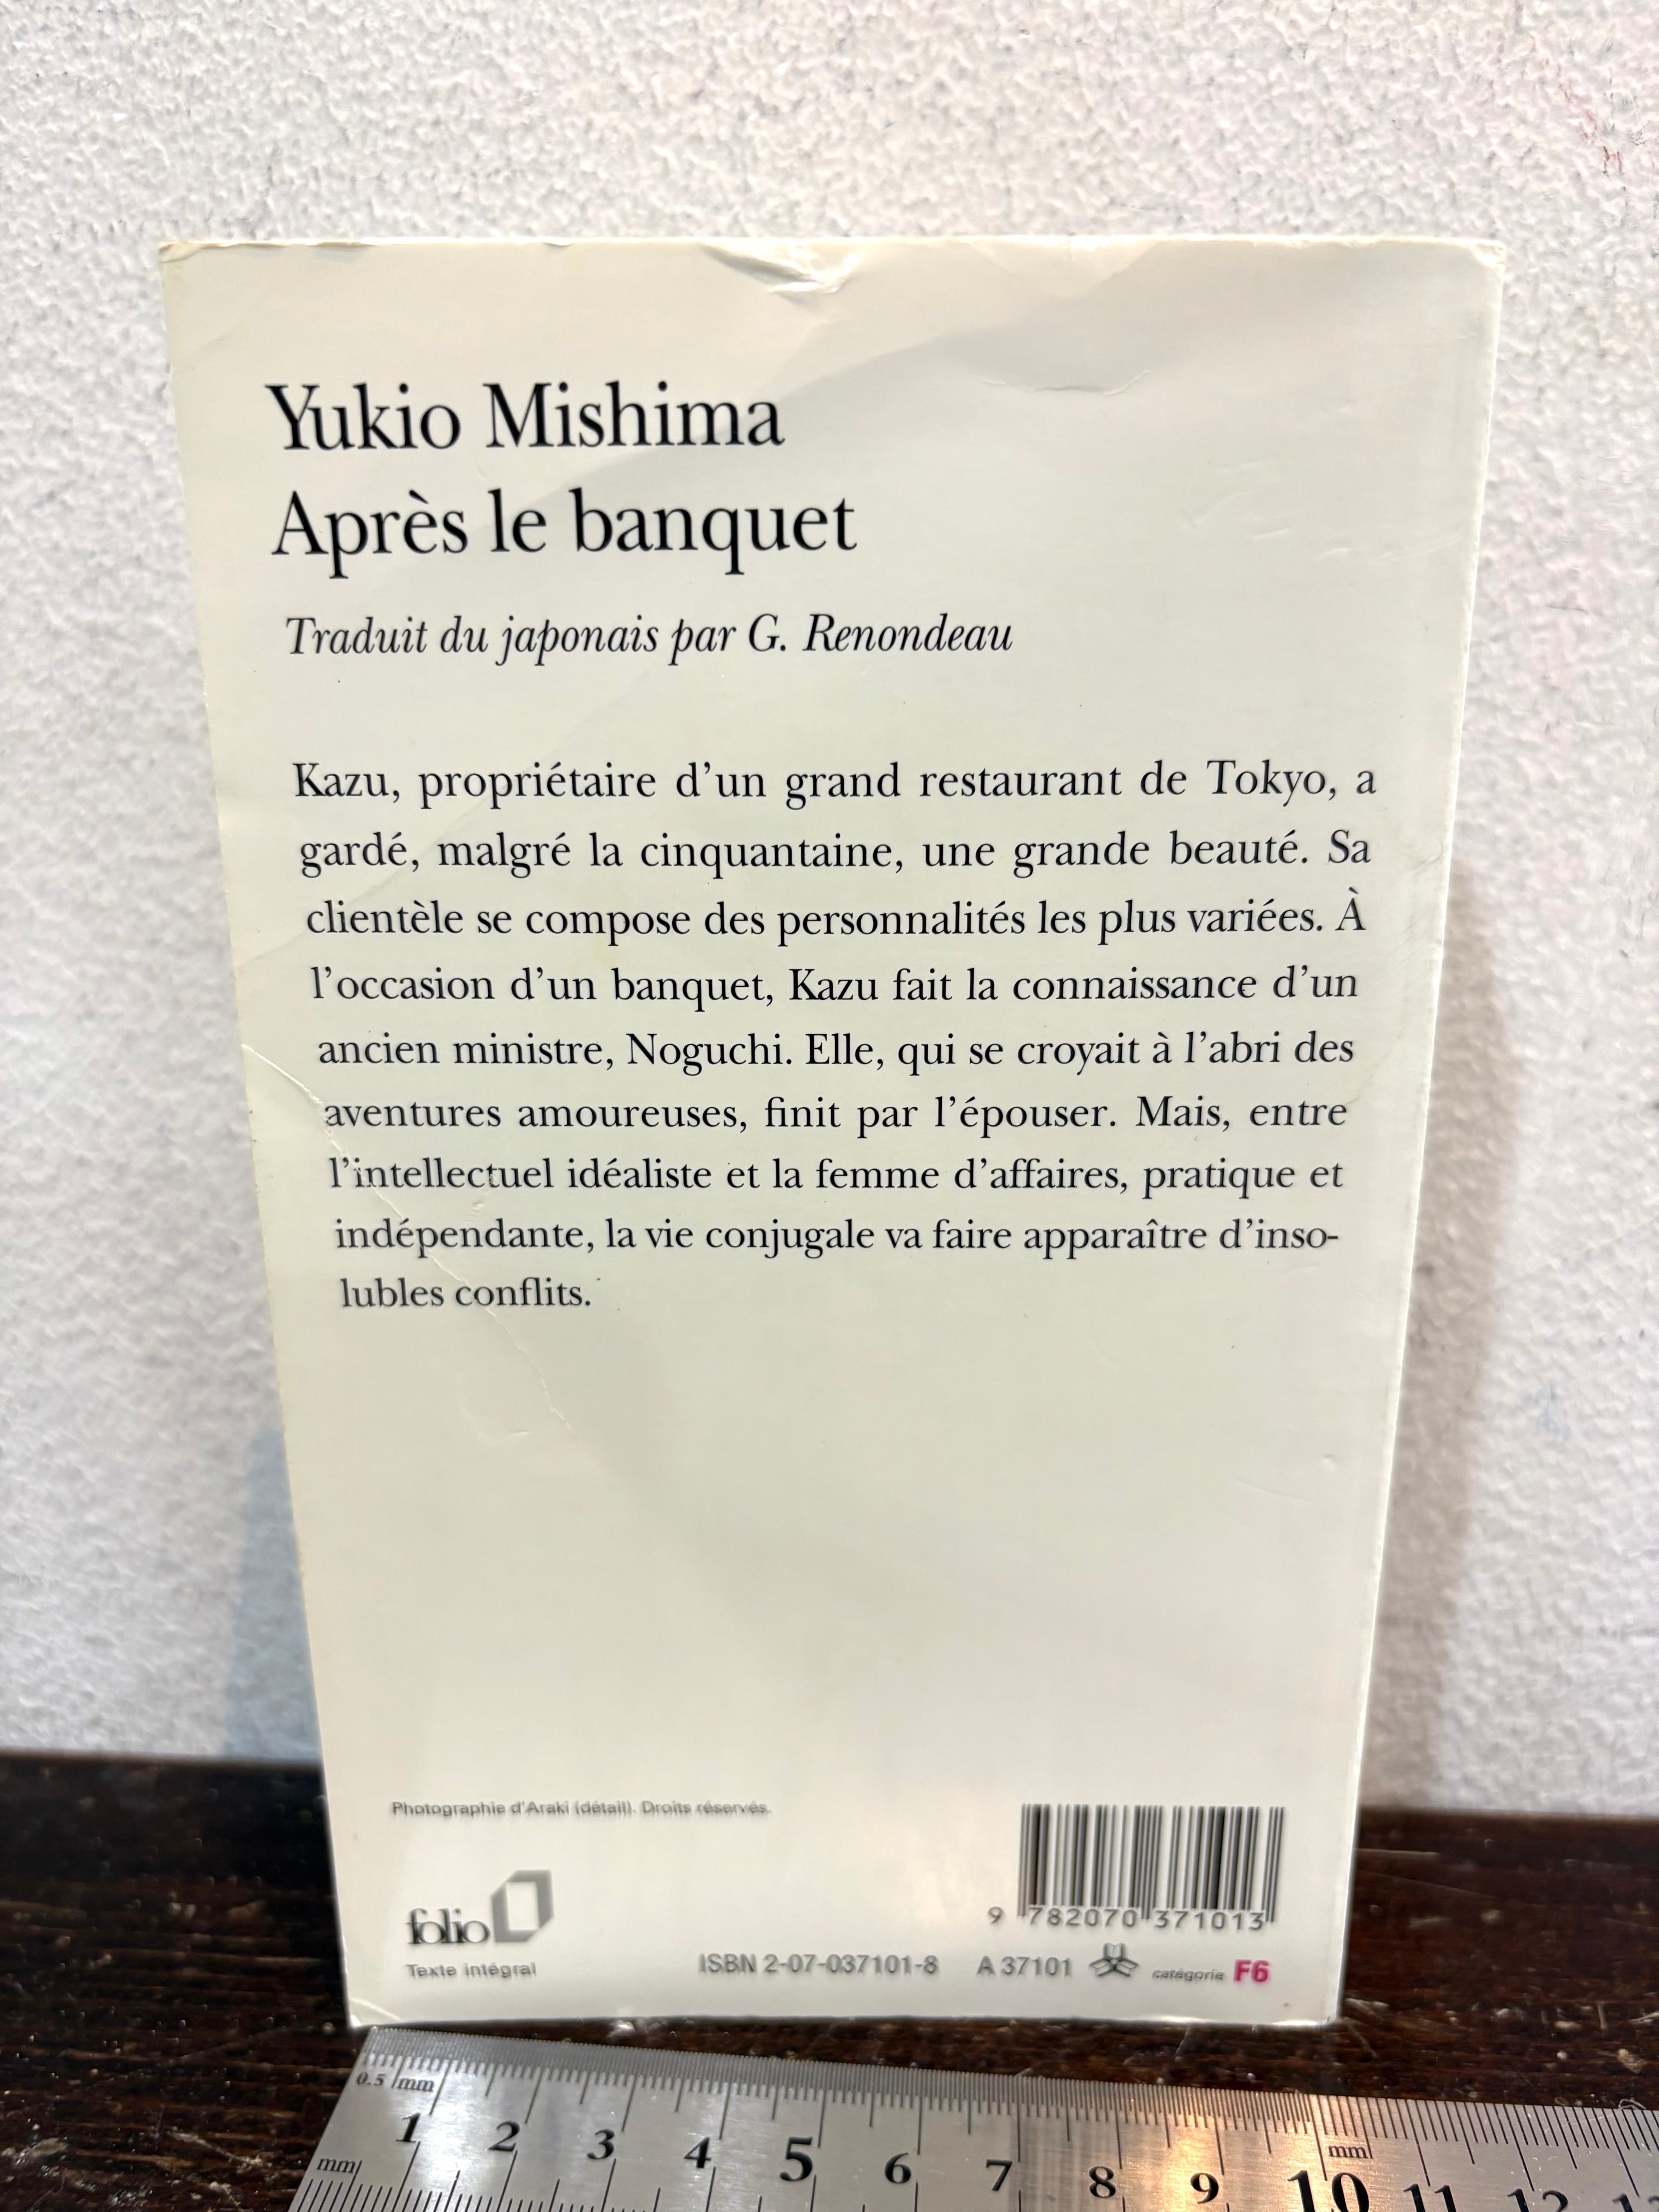 Yukio Mishima
Après le banquet
Traduit du japonais par G. Renondeau
Kazu, propriétaire d’un grand restaurant de Tokyo, a
gardé, malgré la cinquantaine, une grande beauté. Sa
clientèle se compose des personnalités les plus variées. À
l’occasion d’un banquet, Kazu fait la connaissance d’un
ancien ministre, Noguchi. Elle, qui se croyait à l’abri des
aventures amoureuses, finit par l’épouser. Mais, entre
l’intellectuel idéaliste et la femme d’affaires, pratique et
indépendante, la vie conjugale va faire apparaître d’inso-
lubles conflits.
Photographie d’Araki (détail). Droits réservés.
folio
Texte intégral
9 782070 371013
ISBN 2-07-037101-8 A 37101 catégorie F6
0.5 mm
1 2 3 4 5 6 7 8 9 10 11 12 13
mm
mm